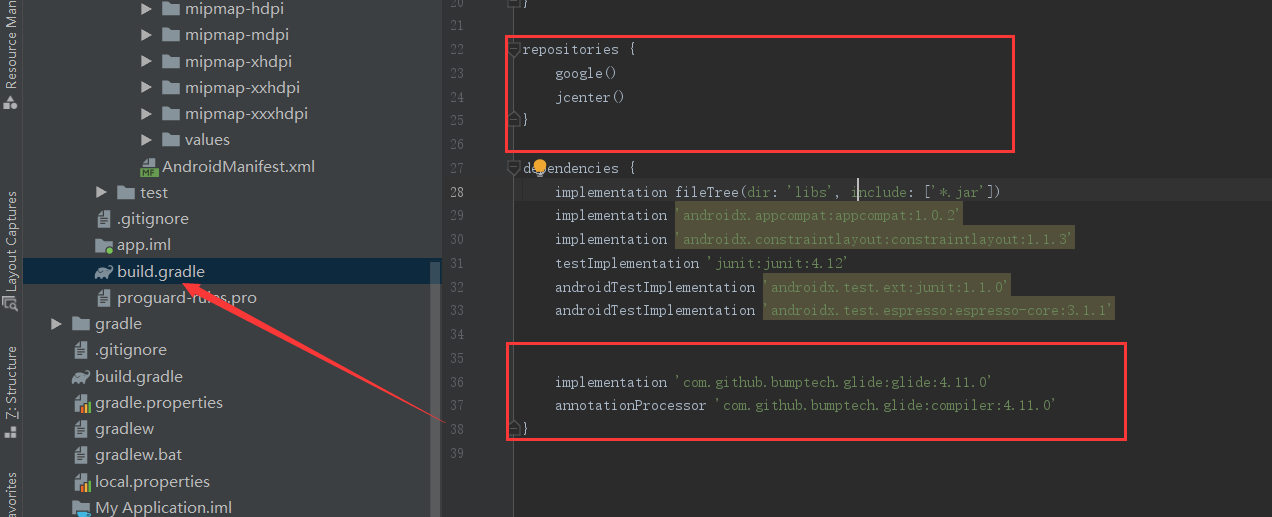 Resource Man
Layout Captures
Z: Structure
avorites
mipmap-hdpi
mipmap-mdpi
mipmap-xhdpi
mipmap-xxhdpi
mipmap-xxxhdpi
values
MF AndroidManifest.xml
test
.gitignore
app.iml
build.gradle
proguard-rules.pro
gradle
.gitignore
build.gradle
gradle.properties
gradlew
gradlew.bat
local.properties
My Application.iml
20 }
21
22 repositories {
23 google()
24 jcenter()
25 }
26
27 dependencies {
28 implementation fileTree(dir: 'libs', include: ['*.jar'])
29 implementation 'androidx.appcompat:appcompat:1.0.2'
30 implementation 'androidx.constraintlayout:constraintlayout:1.1.3'
31 testImplementation 'junit:junit:4.12'
32 androidTestImplementation 'androidx.test.ext:junit:1.1.0'
33 androidTestImplementation 'androidx.test.espresso:espresso-core:3.1.1'
34
35
36 implementation 'com.github.bumptech.glide:glide:4.11.0'
37 annotationProcessor 'com.github.bumptech.glide:compiler:4.11.0'
38 }
39